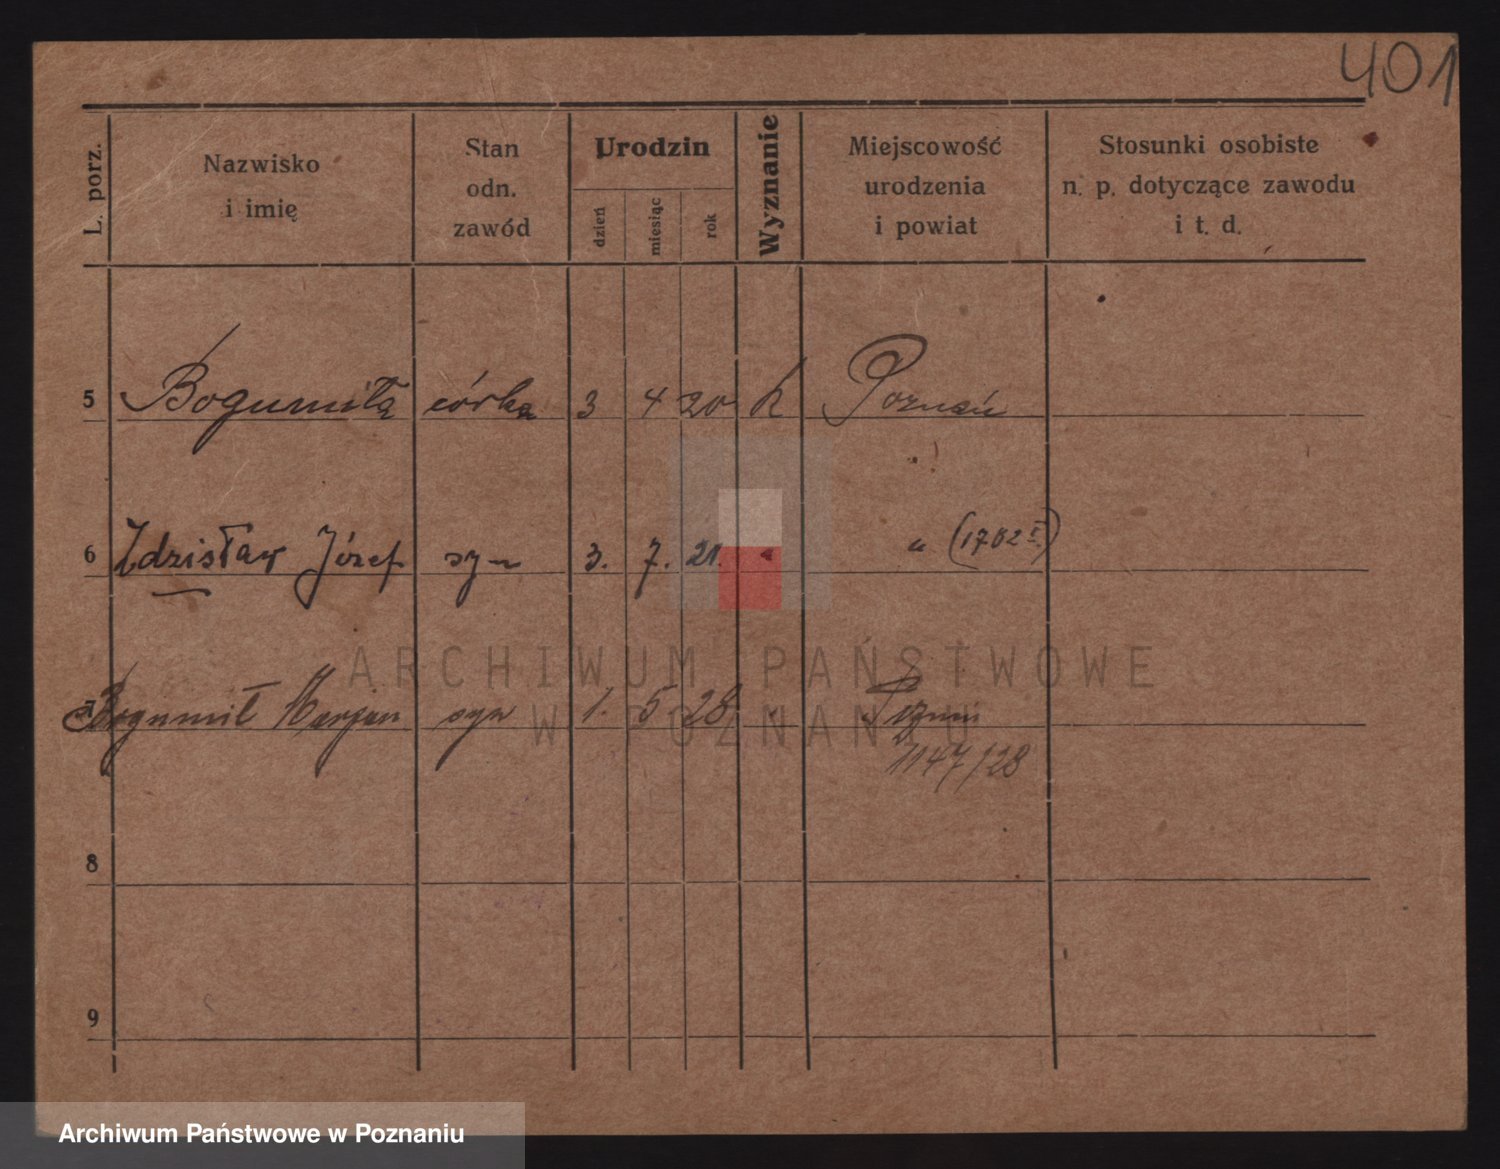 401
L. porz.
Nazwisko
i imię
Stan
odn.
zawód
Urodzin
dzień
miesiąc
rok
Wyznanie
Miejscowość
urodzenia
i powiat
Stosunki osobiste
n. p. dotyczące zawodu
i t. d.
5 Bogumiła córka 3 4 20 k Poznań
6 Zdzisław Józef syn 3. 7. 21. " " (1702 I.)
7 Bogumił Marjan syn 1. 5 28 " Poznań
1147/28
8
9
ARCHIWUM PAŃSTWOWE
W POZNANIU
Archiwum Państwowe w Poznaniu